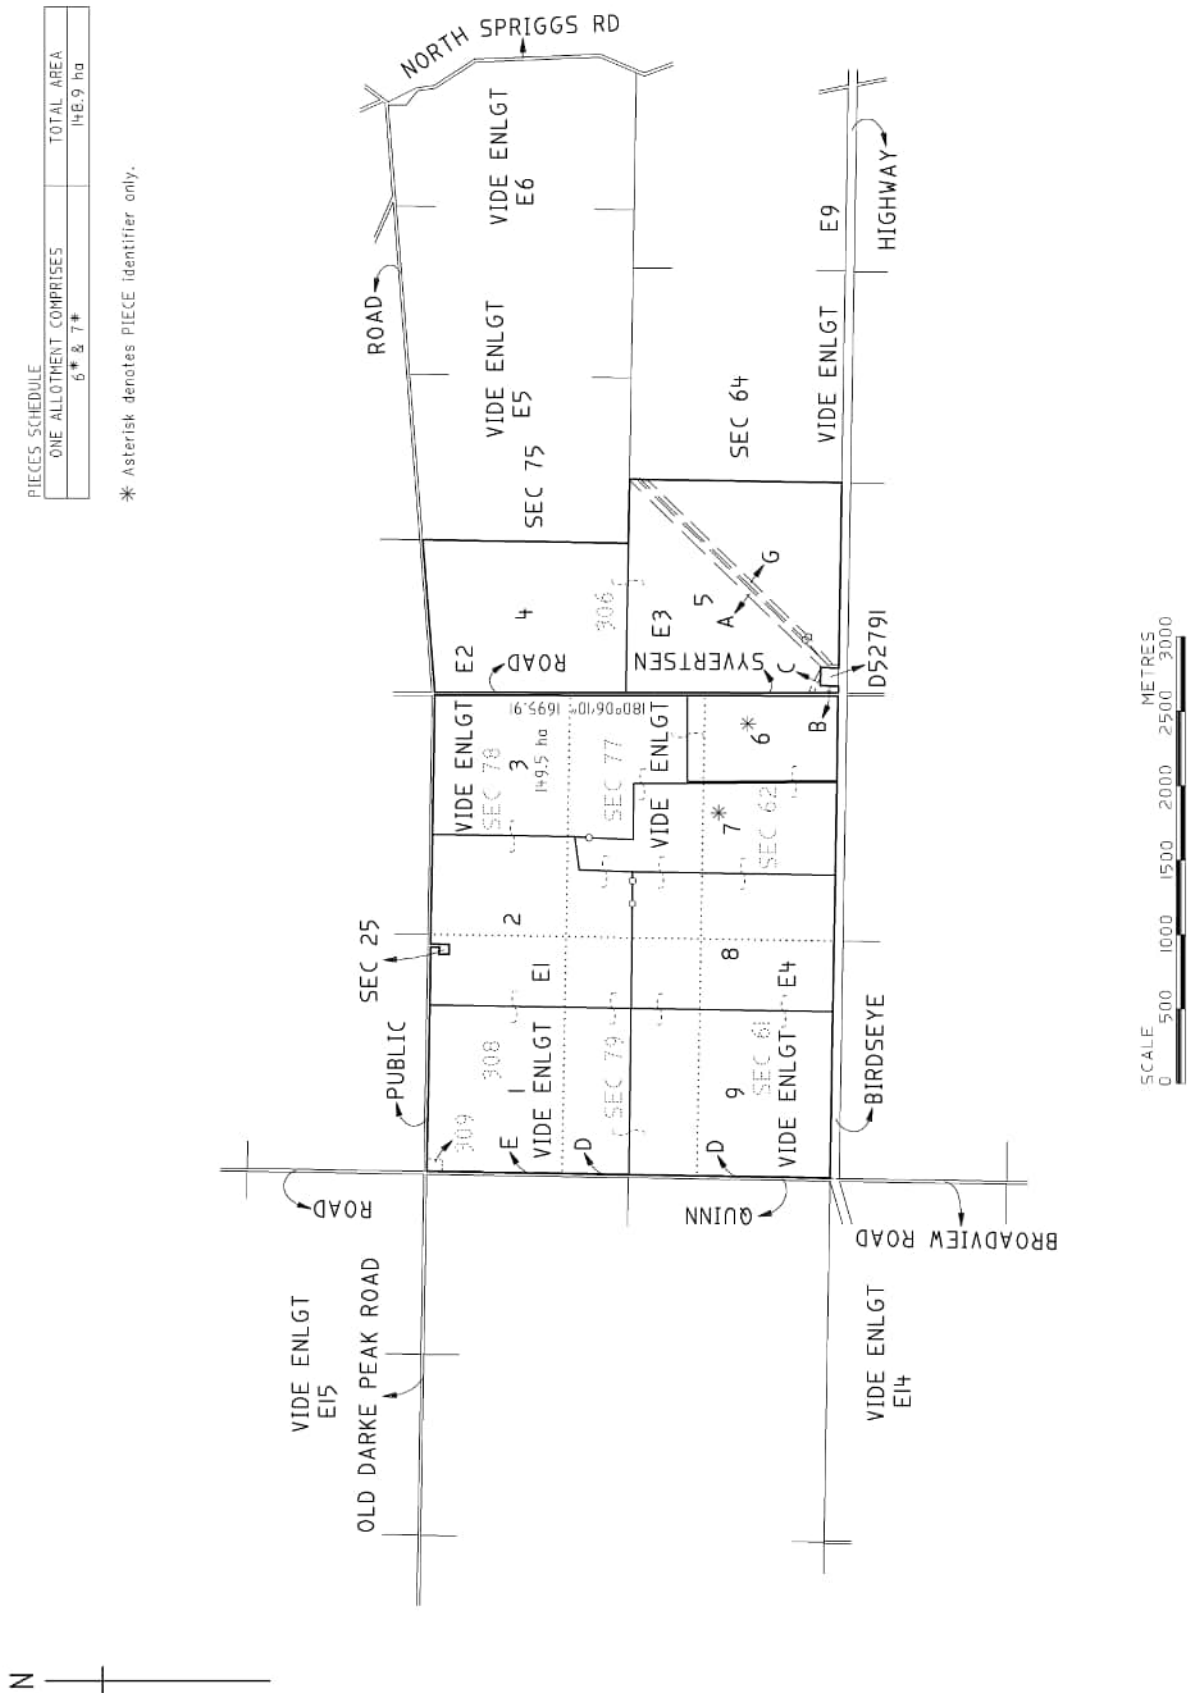 PIECES SCHEDULE
ONE ALLOTMENT COMPRISES TOTAL AREA
6* & 7* 148.9 ha
* Asterisk denotes PIECE identifier only.
N
VIDE ENLGT
E15
OLD DARKE PEAK ROAD
ROAD
PUBLIC
SEC 25
ROAD
NORTH SPRIGGS RD
309
308
E
1
VIDE ENLGT
E1
2
VIDE ENLGT
SEC 78
3
149.5 ha
180°06'10" 1695.91
E2
ROAD
4
306
SEC 75
VIDE ENLGT
E5
VIDE ENLGT
E6
D
SEC 79
SEC 77
VIDE ENLGT
E3
SYVERTSEN
5
A
G
SEC 64
QUINN
D
9
SEC 61
VIDE ENLGT
E4
8
7*
SEC 62
6*
B
C
D52791
VIDE ENLGT E9
HIGHWAY
BIRDSEYE
BROADVIEW ROAD
VIDE ENLGT
E14
SCALE METRES
0 500 1000 1500 2000 2500 3000